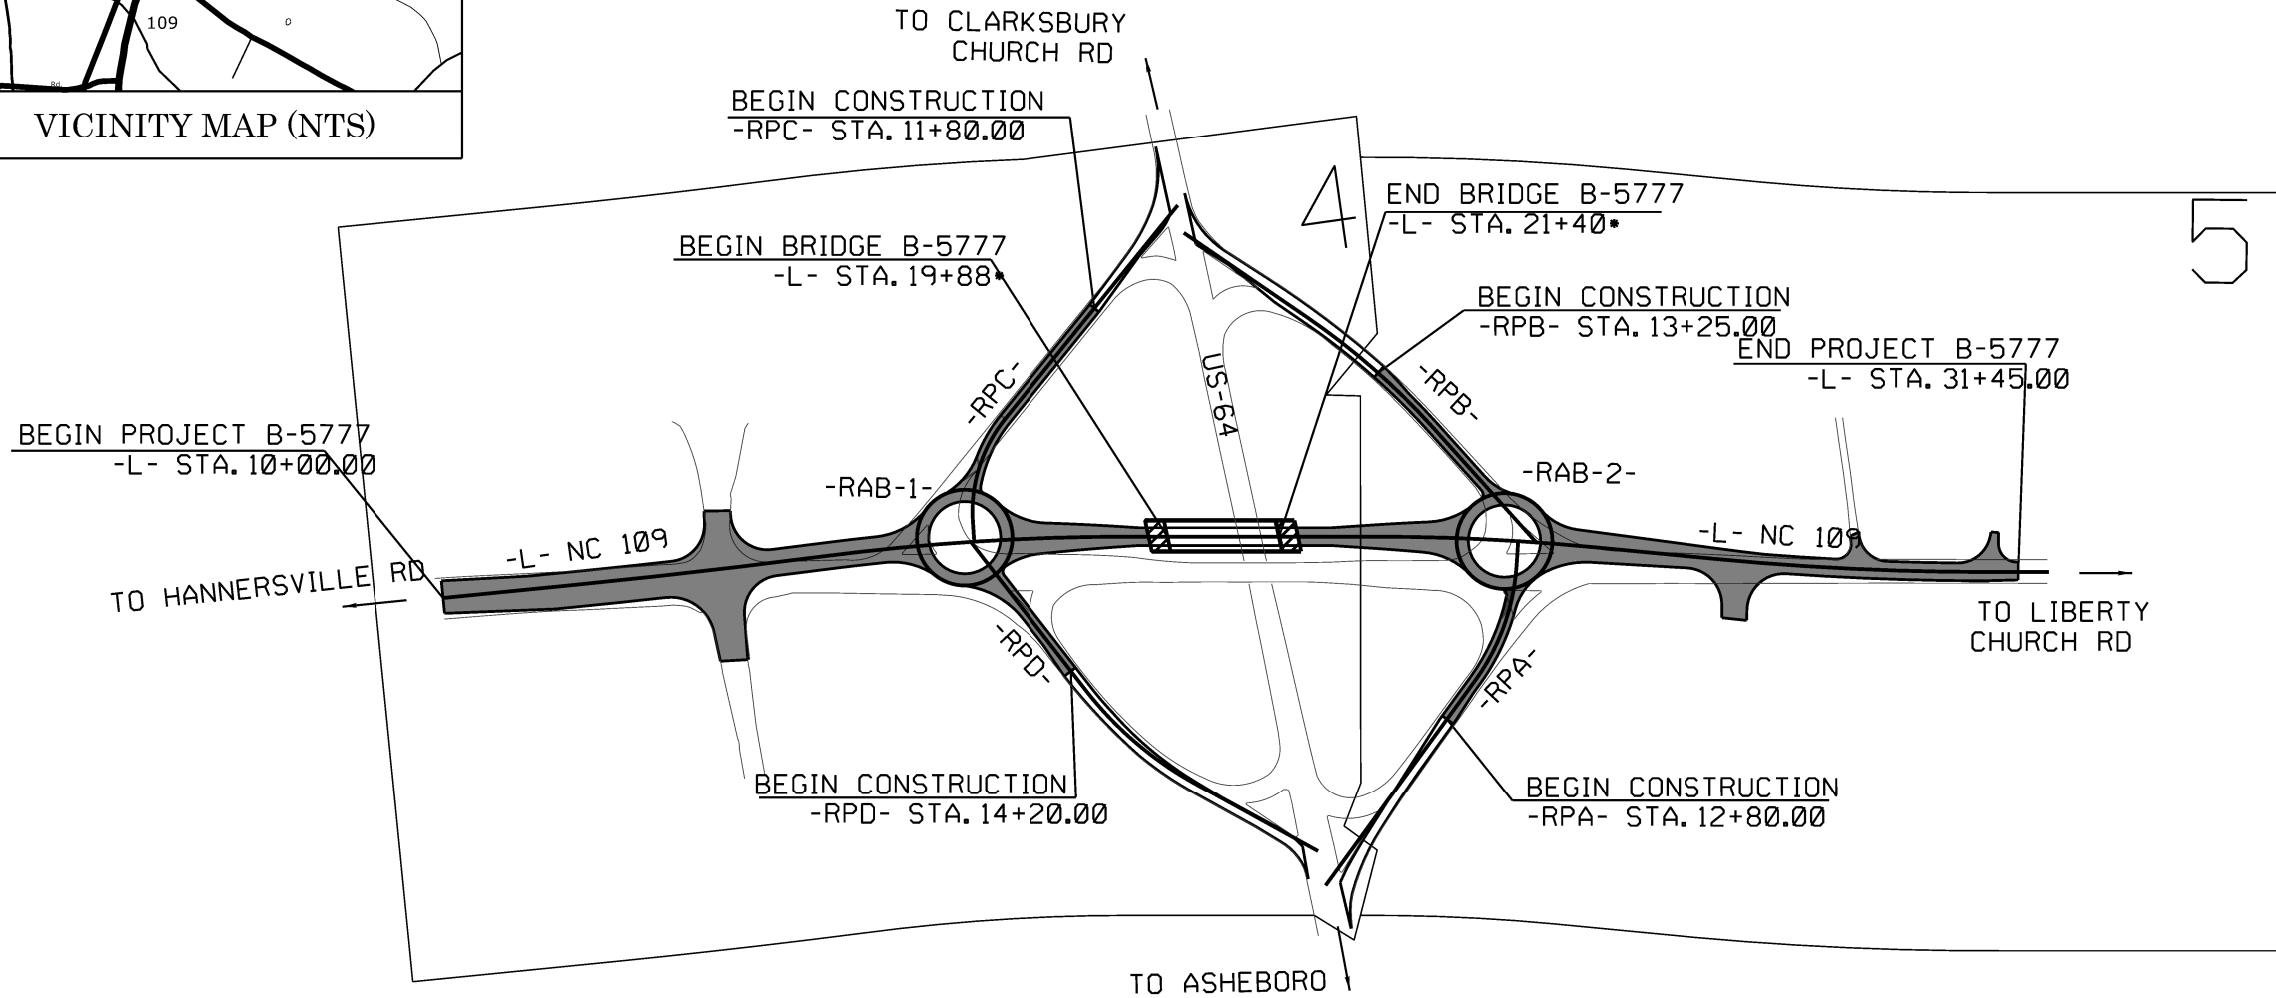 109
Rd.
VICINITY MAP (NTS)
TO CLARKSBURY
CHURCH RD
BEGIN CONSTRUCTION
-RPC- STA. 11+80.00
4
5
END BRIDGE B-5777
-L- STA. 21+40*
BEGIN BRIDGE B-5777
-L- STA. 19+88*
BEGIN CONSTRUCTION
-RPB- STA. 13+25.00
END PROJECT B-5777
-L- STA. 31+45.00
-RPC-
US-64
-RPB-
BEGIN PROJECT B-5777
-L- STA. 10+00.00
-RAB-1-
-RAB-2-
-L- NC 109
-L- NC 109
TO HANNERSVILLE RD
TO LIBERTY
CHURCH RD
-RPD-
-RPA-
BEGIN CONSTRUCTION
-RPD- STA. 14+20.00
BEGIN CONSTRUCTION
-RPA- STA. 12+80.00
TO ASHEBORO